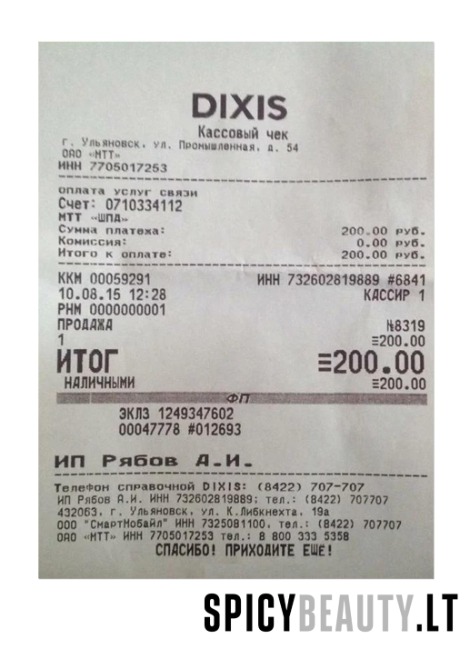 DIXIS
Кассовый чек
г. Ульяновск, ул. Промышленная, д. 54
ОАО «МТТ»
ИНН 7705017253
оплата услуг связи
Счет: 0710334112
МТТ «ШПД»
Сумма платежа: 200.00 руб.
Комиссия: 0.00 руб.
Итого к оплате: 200.00 руб.
ККМ 00059291 ИНН 732602819889 #6841
10.08.15 12:28 КАССИР 1
РНМ 0000000001
ПРОДАЖА №8319
1 ≡200.00
ИТОГ ≡200.00
НАЛИЧНЫМИ ≡200.00
ФП
ЭКЛЗ 1249347602
00047778 #012693
ИП Рябов А.И.
Телефон справочной DIXIS: (8422) 707-707
ИП Рябов А.И. ИНН 732602819889; тел.: (8422) 707707
432063, г. Ульяновск, ул. К.Либкнехта, 19а
ООО "СмартМобайл" ИНН 7325081100, тел.: (8422) 707707
ОАО «МТТ» ИНН 7705017253 тел.: 8 800 333 5358
СПАСИБО! ПРИХОДИТЕ ЕЩЕ!
SPICYBEAUTY.LT